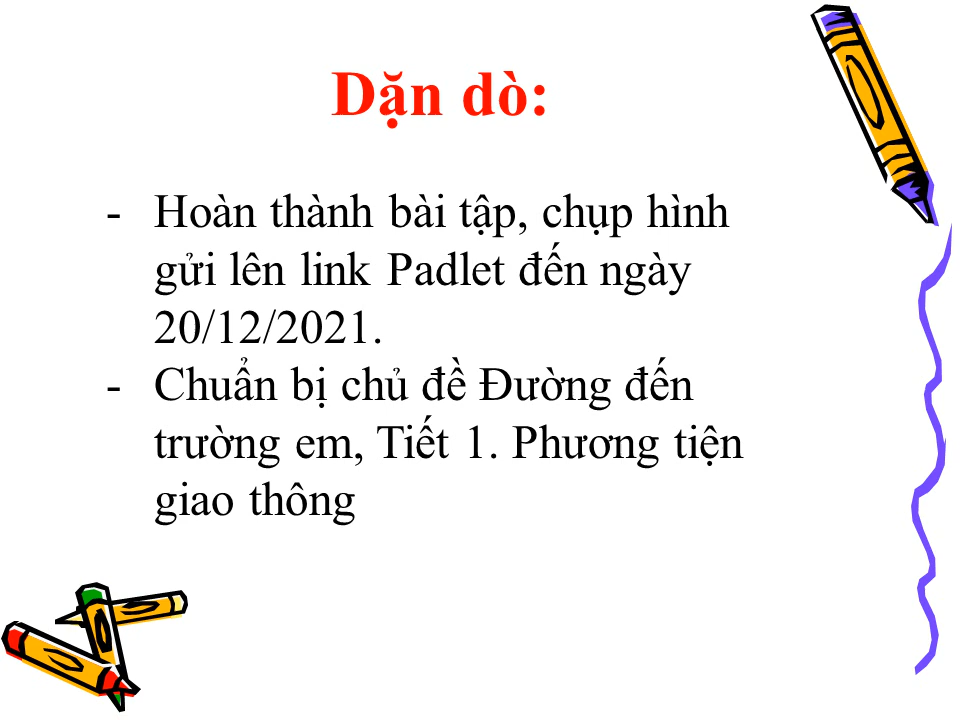 Dặn dò:
- Hoàn thành bài tập, chụp hình
gửi lên link Padlet đến ngày
20/12/2021.
- Chuẩn bị chủ đề Đường đến
trường em, Tiết 1. Phương tiện
giao thông